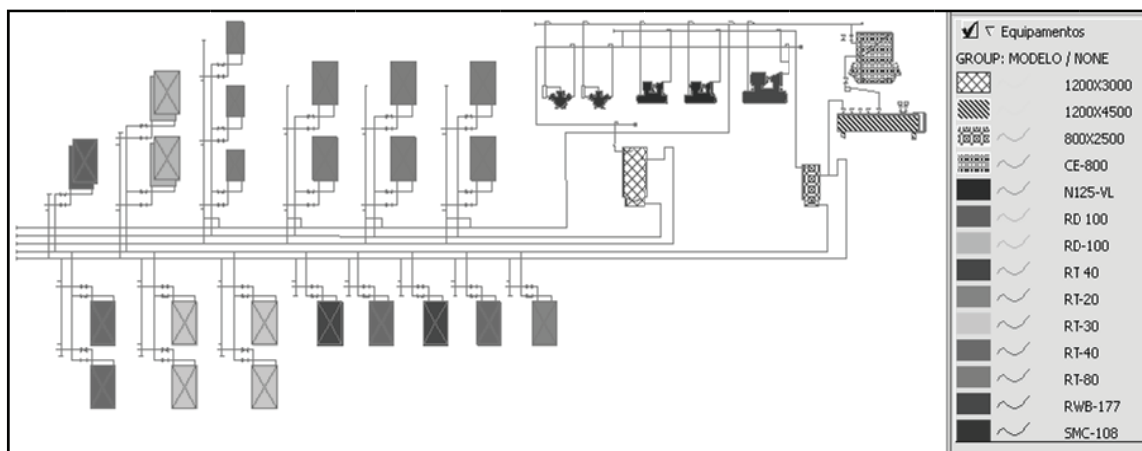 Equipamentos
GROUP: MODELO / NONE
1200X3000
1200X4500
800X2500
CE-800
N125-VL
RD 100
RD-100
RT 40
RT-20
RT-30
RT-40
RT-80
RWB-177
SMC-108